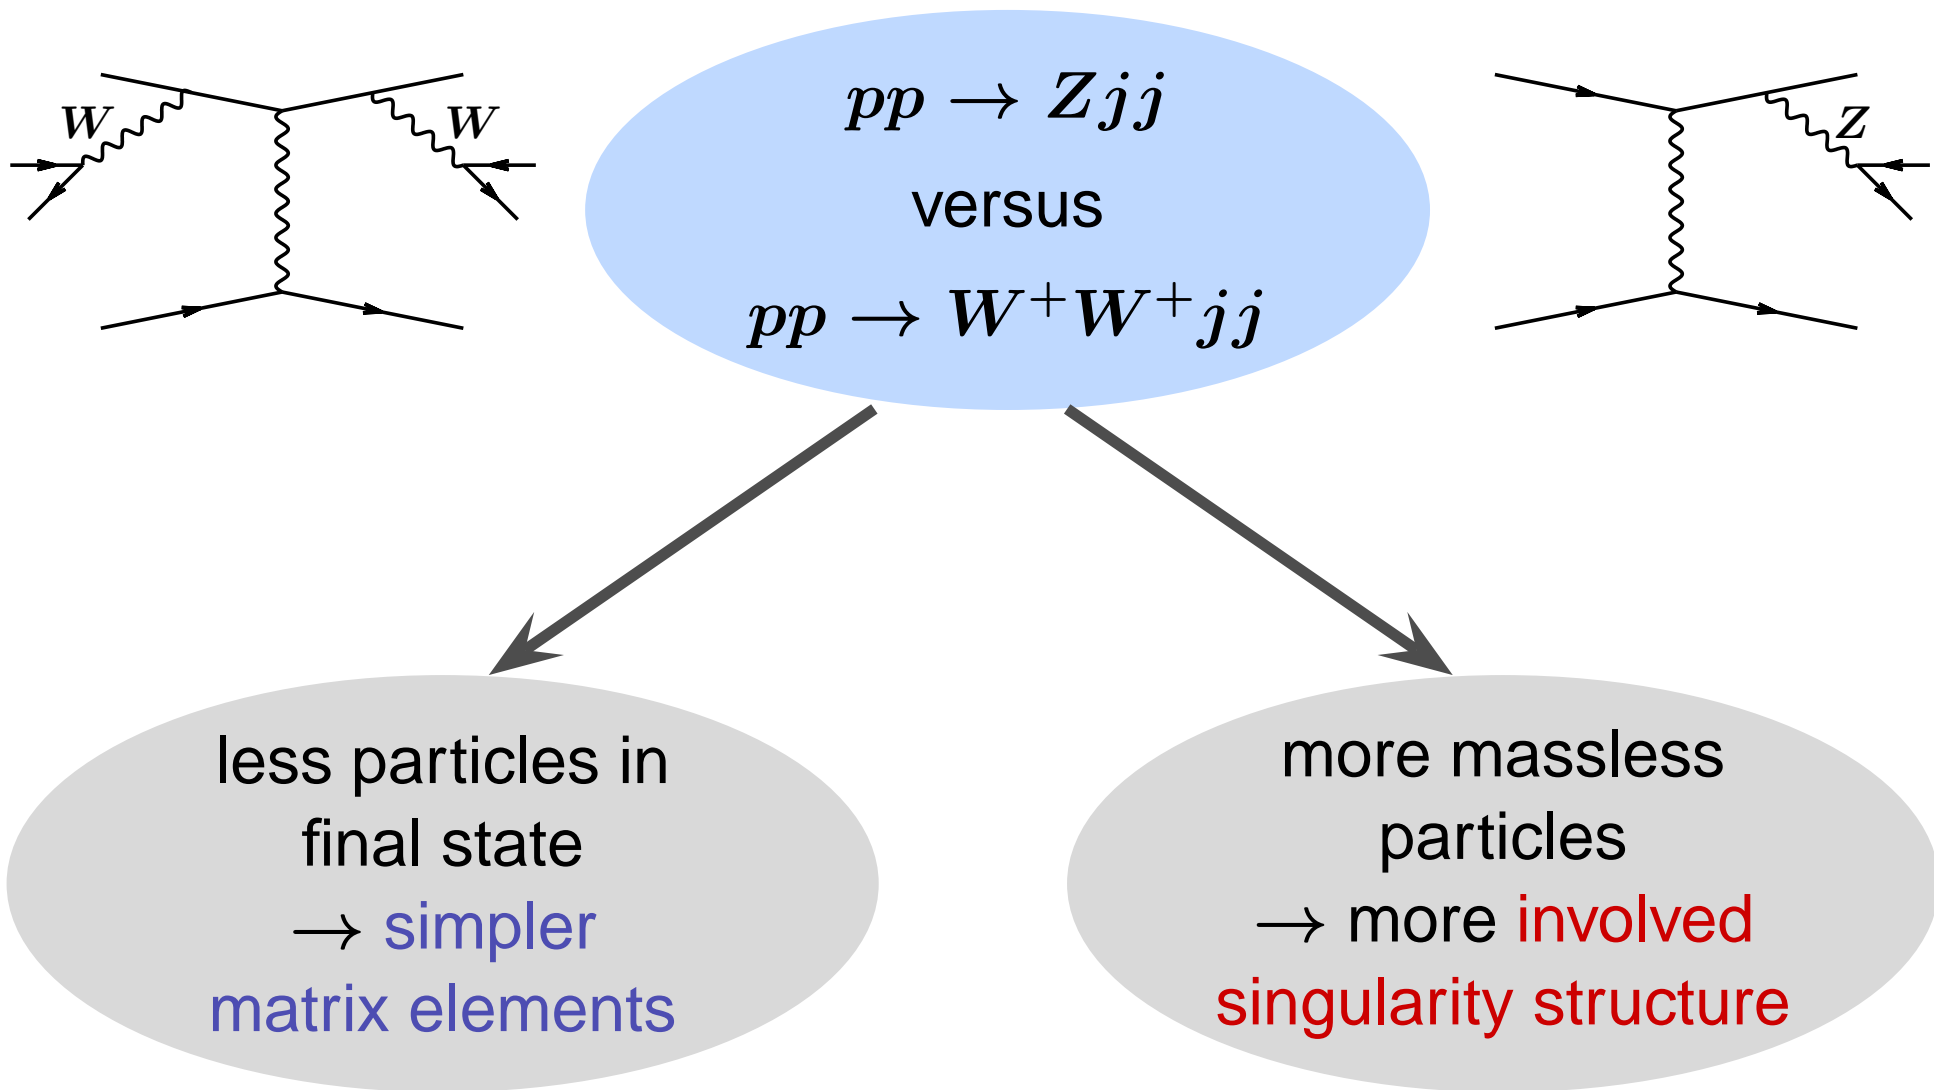 W
W
pp → Zjj
versus
pp → W⁺W⁺jj
Z
less particles in
final state
→ simpler
matrix elements
more massless
particles
→ more involved
singularity structure